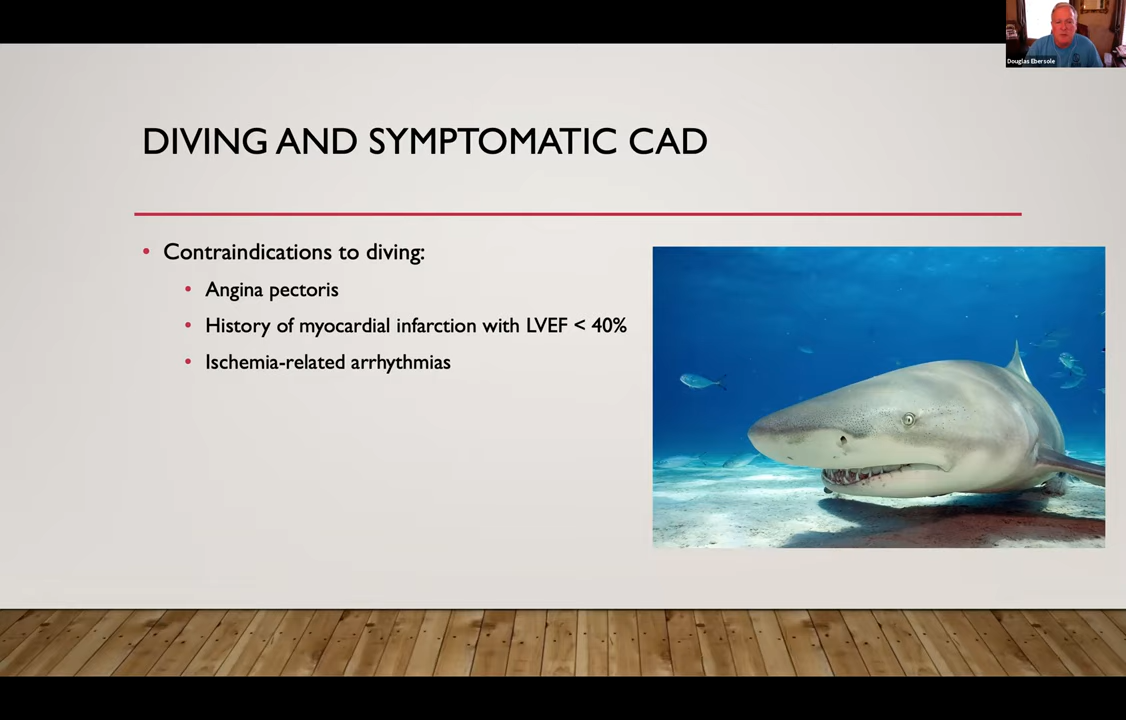 Douglas Ebersole
DIVING AND SYMPTOMATIC CAD
• Contraindications to diving:
• Angina pectoris
• History of myocardial infarction with LVEF < 40%
• Ischemia-related arrhythmias